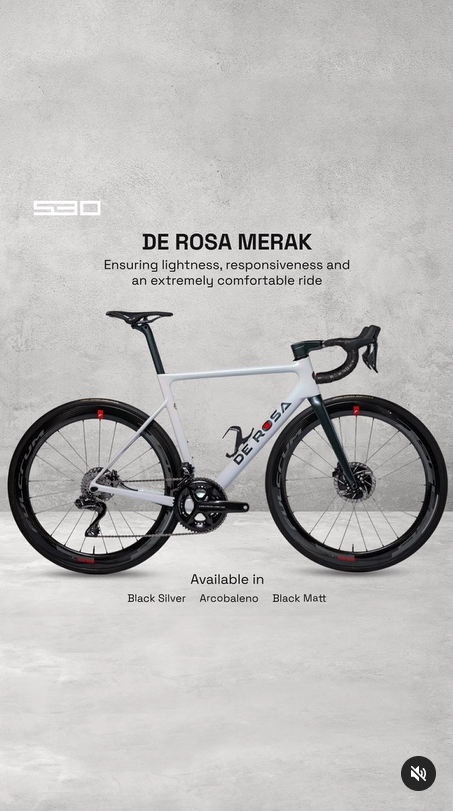 530
DE ROSA MERAK
Ensuring lightness, responsiveness and
an extremely comfortable ride
DE ROSA
Available in
Black Silver Arcobaleno Black Matt